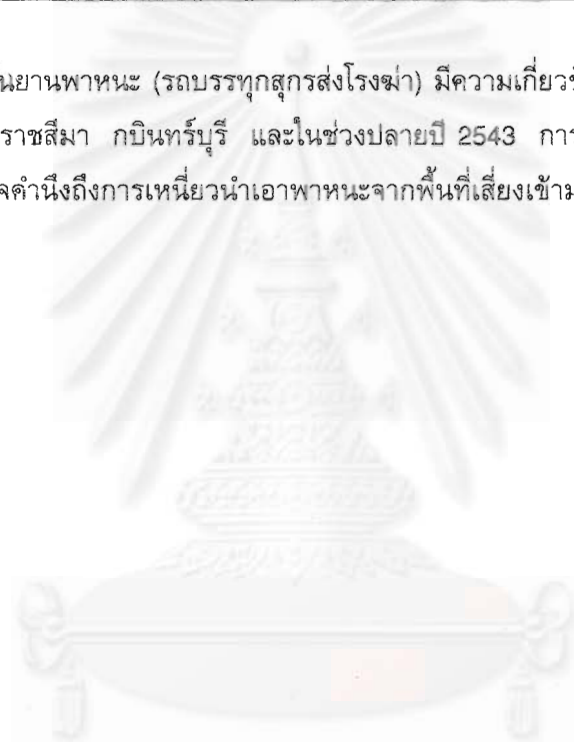 นยานพาหนะ (รถบรรทุกสุกรส่งโรงฆ่า) มีความเกี่ยวข้
ราชสีมา กบินทร์บุรี และในช่วงปลายปี 2543 การ
จคำนึงถึงการเหนี่ยวนำเอาพาหนะจากพื้นที่เสี่ยงเข้าม